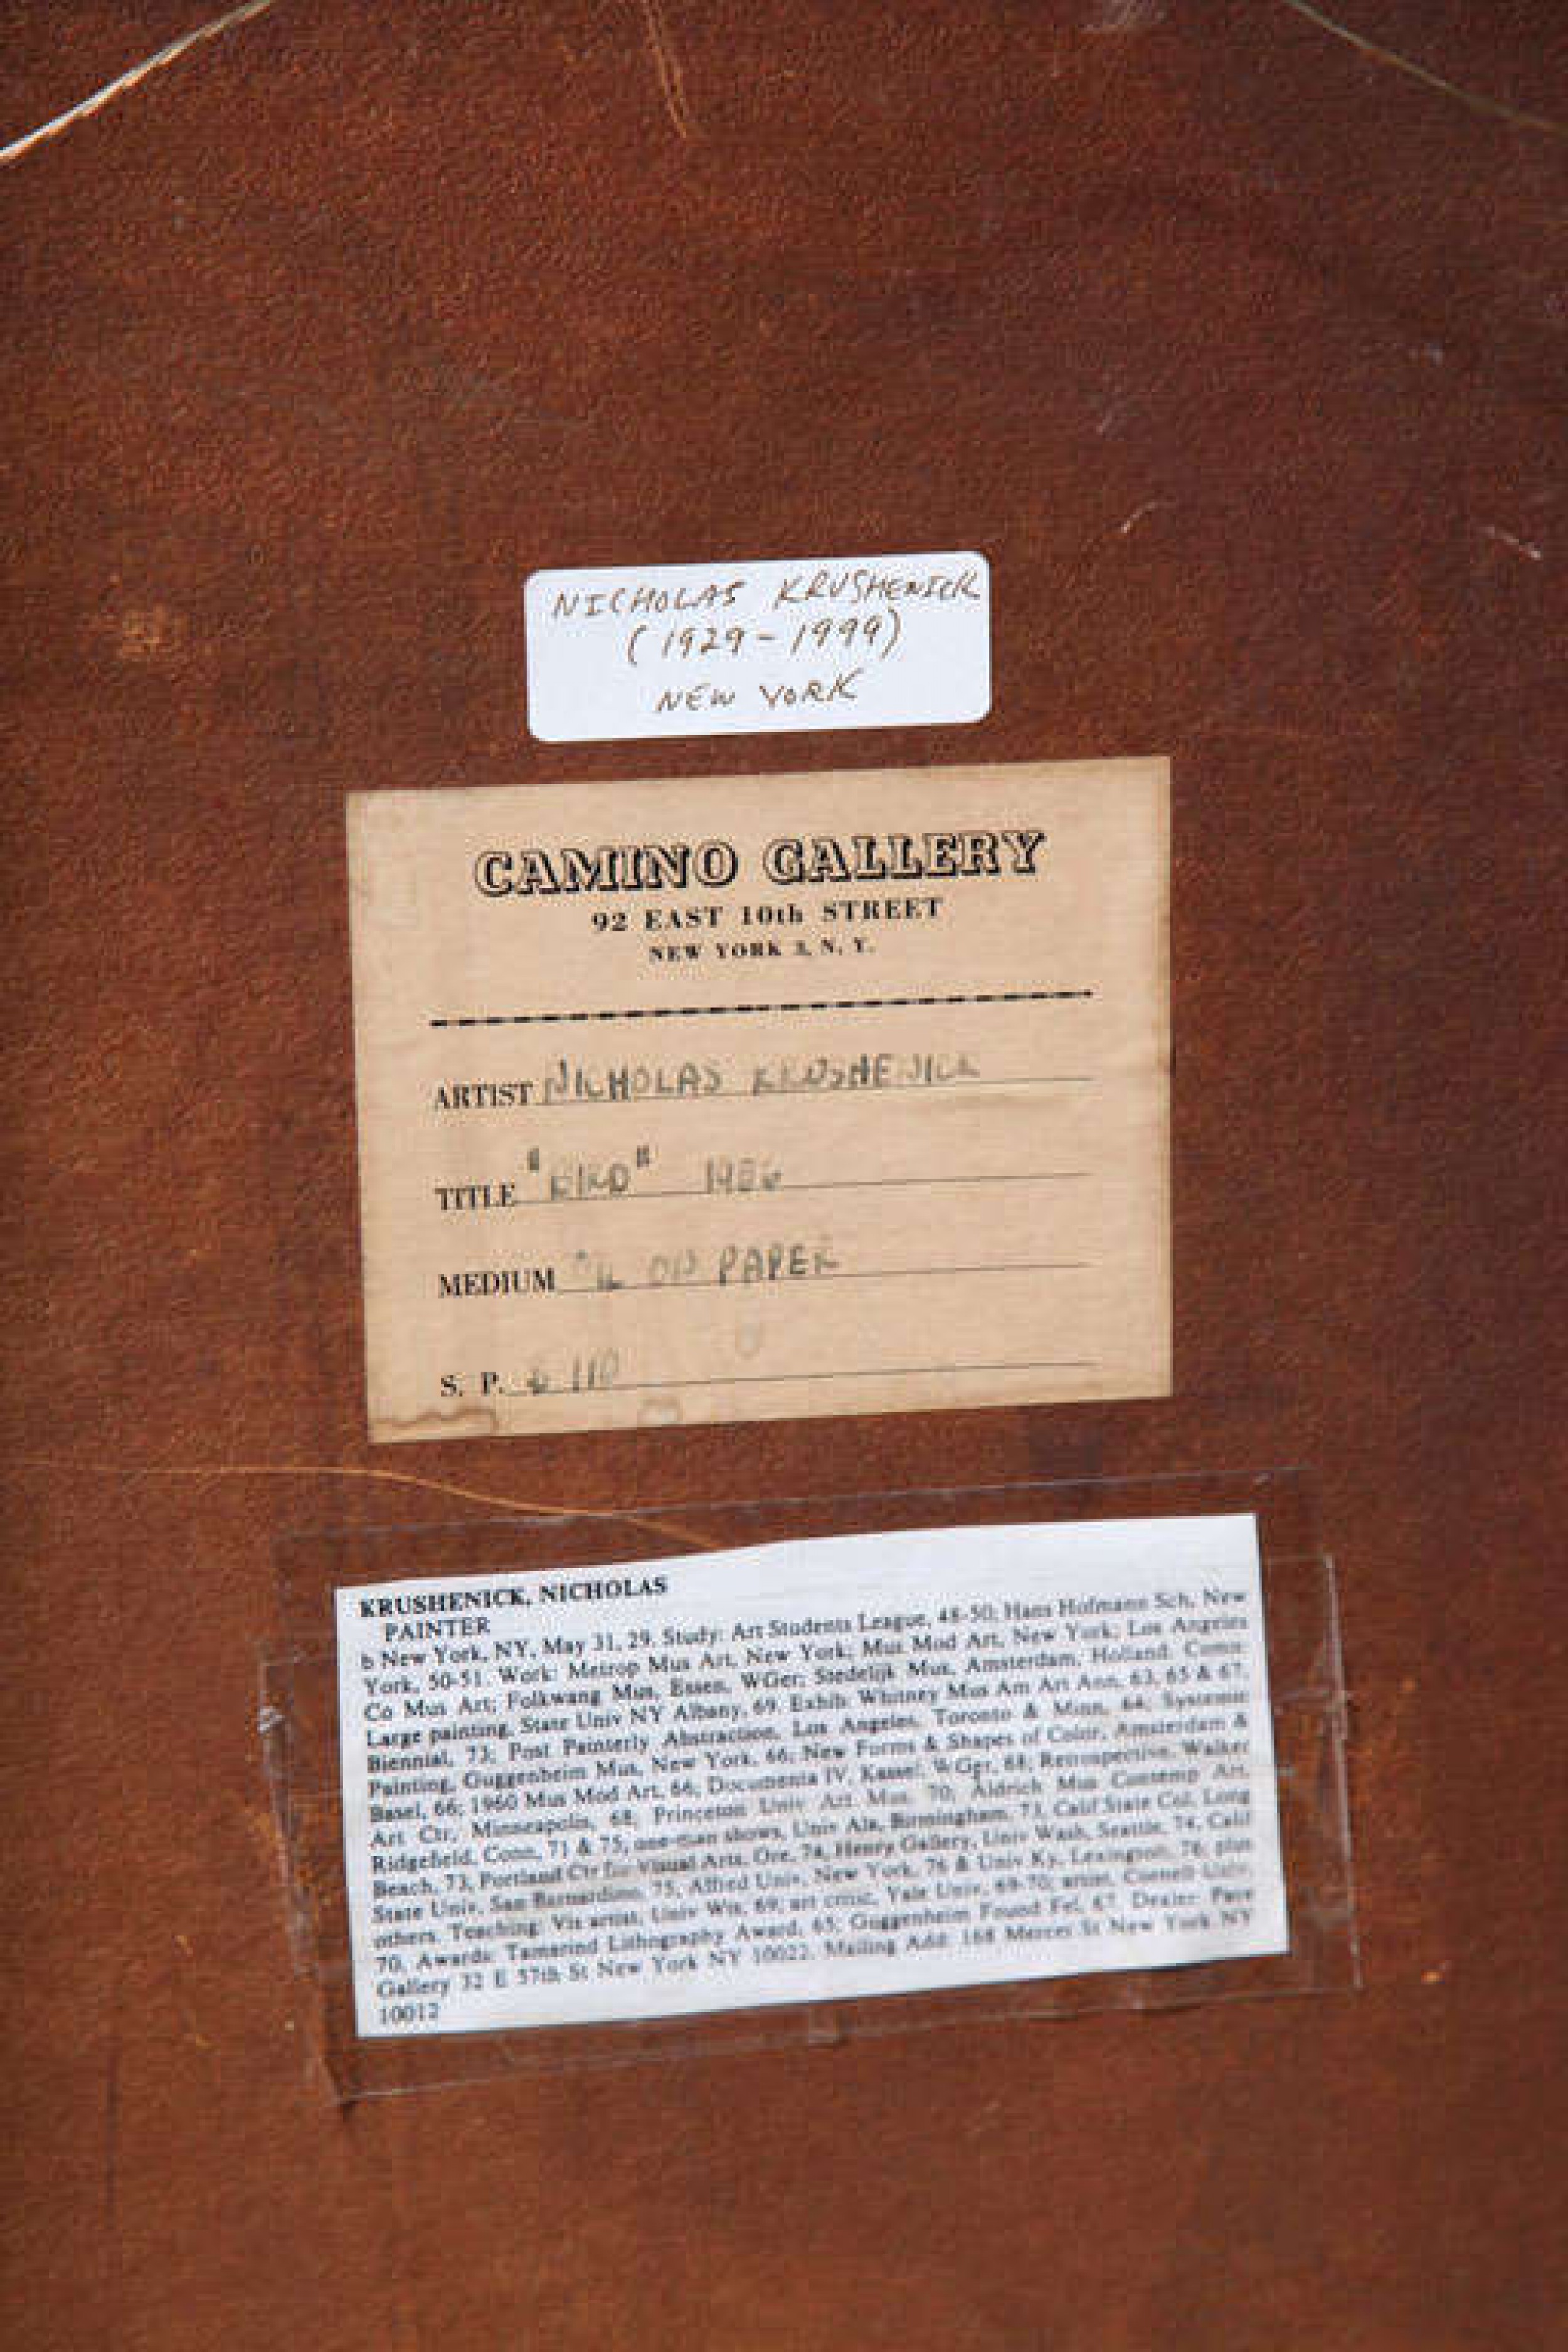 NICHOLAS KRUSHENICK
(1929-1999)
NEW YORK
CAMINO GALLERY
92 EAST 10th STREET
NEW YORK 3, N. Y.
ARTIST NICHOLAS KRUSHENICK
TITLE "BIRD" 1956
MEDIUM OIL ON PAPER
S. P. $ 110
KRUSHENICK, NICHOLAS
PAINTER
b New York, NY, May 31, 29. Study: Art Students League, 48-50; Hans Hofmann Sch, New
York, 50-51. Work: Metrop Mus Art, New York; Mus Mod Art, New York; Los Angeles
Co Mus Art; Folkwang Mus, Essen, WGer; Stedelijk Mus, Amsterdam, Holland. Comn:
Large painting, State Univ NY Albany, 69. Exhib: Whitney Mus Am Art Ann, 63, 65 & 67,
Biennial, 73; Post Painterly Abstraction, Los Angeles, Toronto & Minn, 64; Systemic
Painting, Guggenheim Mus, New York, 66; New Forms & Shapes of Color, Amsterdam &
Basel, 66; 1960 Mus Mod Art, 66; Documenta IV, Kassel, WGer, 68; Retrospective, Walker
Art Ctr, Minneapolis, 68; Princeton Univ Art Mus, 70; Aldrich Mus Contemp Art,
Ridgefield, Conn, 71 & 75; one-man shows, Univ Ala, Birmingham, 73, Calif State Col, Long
Beach, 73, Portland Ctr for Visual Arts, Ore, 74, Henry Gallery, Univ Wash, Seattle, 74, Calif
State Univ, San Bernardino, 75, Alfred Univ, New York, 76 & Univ Ky, Lexington, 76; plus
others. Teaching: Vis artist, Univ Wis, 69; art critic, Yale Univ, 69-70; artist, Cornell Univ,
70. Awards: Tamarind Lithography Award, 65; Guggenheim Found Fel, 67. Dealer: Pace
Gallery 32 E 57th St New York NY 10022. Mailing Add: 168 Mercer St New York NY
10012